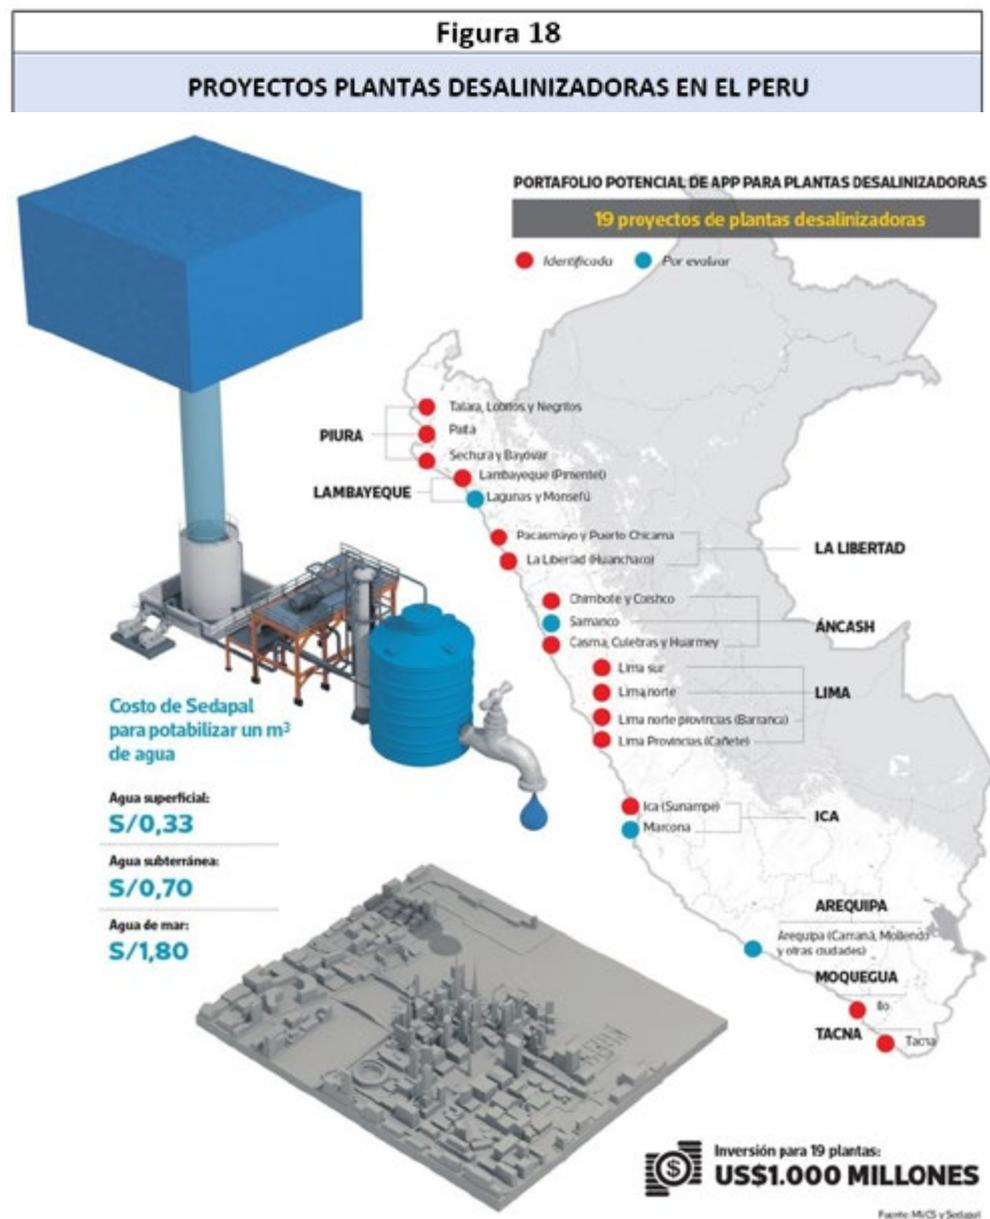 Figura 18
PROYECTOS PLANTAS DESALINIZADORAS EN EL PERU
PORTAFOLIO POTENCIAL DE APP PARA PLANTAS DESALINIZADORAS
19 proyectos de plantas desalinizadoras
Identificada
Por evaluar
PIURA
Talara, Lobitos y Negritos
Paita
Sechura y Bayóvar
LAMBAYEQUE
Lambayeque (Pimentel)
Lagunas y Monsefú
LA LIBERTAD
Pacasmayo y Puerto Chicama
La Libertad (Huanchaco)
ÁNCASH
Chimbote y Coishco
Samanco
Casma, Culebras y Huarmey
LIMA
Lima sur
Lima norte
Lima norte provincias (Barranca)
Lima Provincias (Cañete)
ICA
Ica (Sunampe)
Marcona
AREQUIPA
Arequipa (Camaná, Mollendo
y otras ciudades)
MOQUEGUA
Ilo
TACNA
Tacna
Costo de Sedapal
para potabilizar un m³
de agua
Agua superficial:
S/0,33
Agua subterránea:
S/0,70
Agua de mar:
S/1,80
Inversión para 19 plantas:
US$1.000 MILLONES
Fuente: MVCS y Sedapal